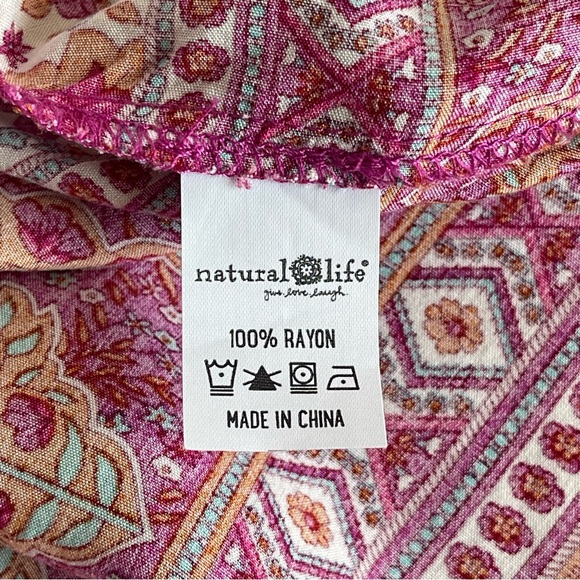 natural life®
give. love. laugh.
100% RAYON
MADE IN CHINA